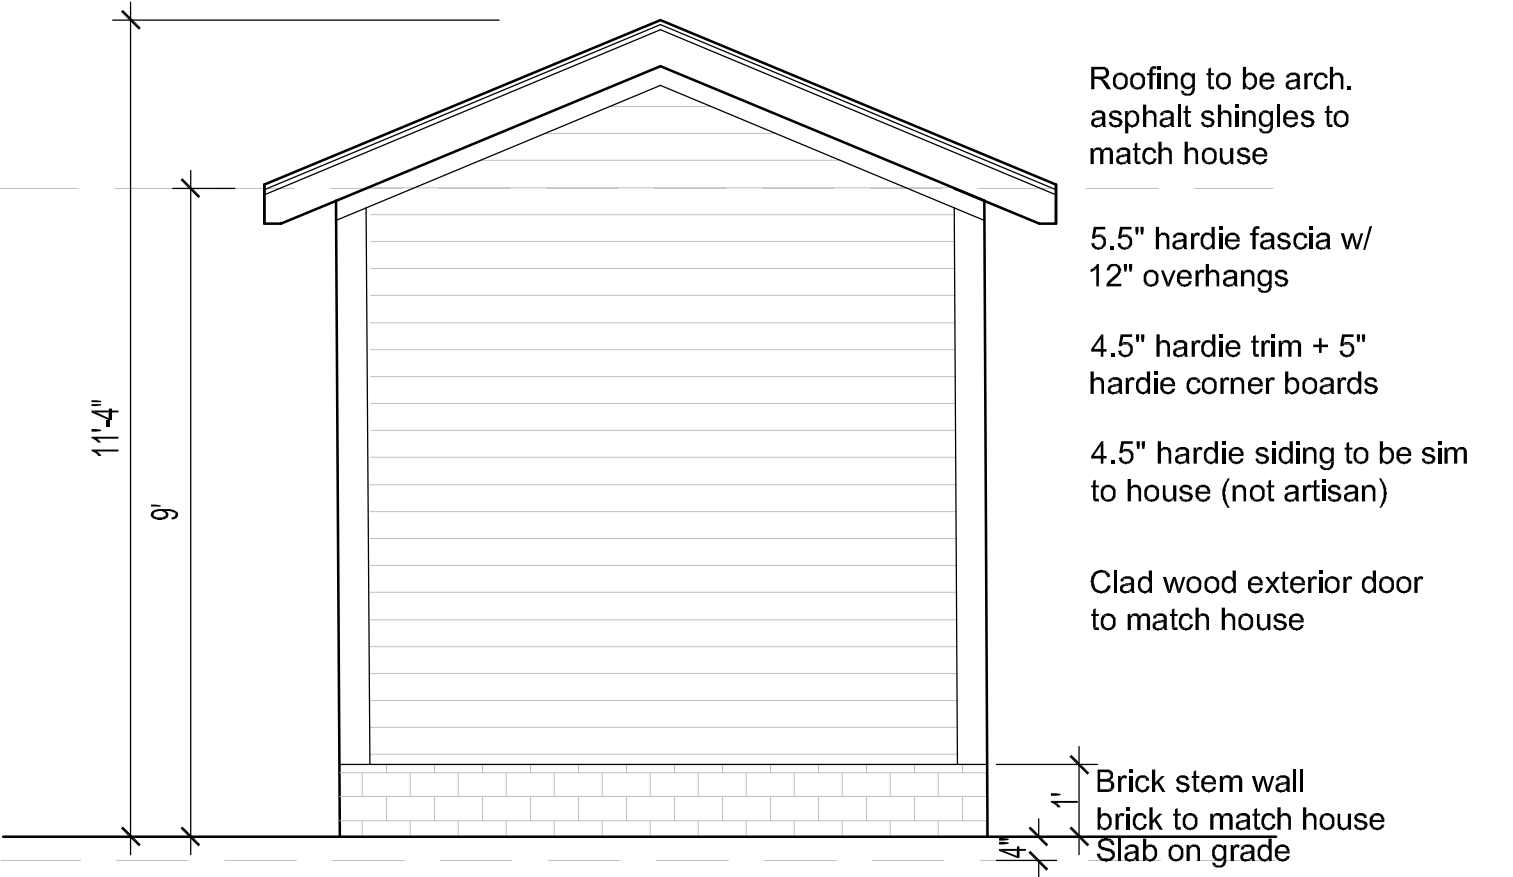 Roofing to be arch.
asphalt shingles to
match house
5.5" hardie fascia w/
12" overhangs
4.5" hardie trim + 5"
hardie corner boards
4.5" hardie siding to be sim
to house (not artisan)
Clad wood exterior door
to match house
Brick stem wall
brick to match house
Slab on grade
11'-4"
9'
1'
4"